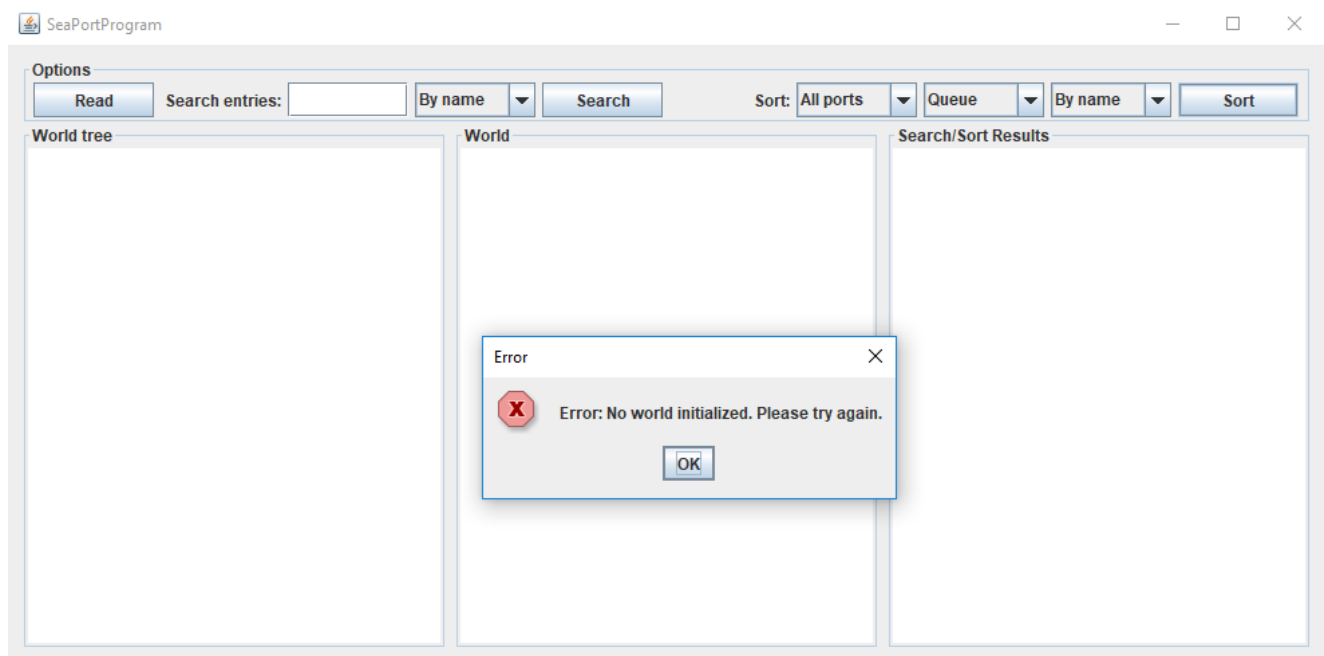 SeaPortProgram
Options
Read Search entries: By name Search Sort: All ports Queue By name Sort
World tree World Search/Sort Results
Error
X Error: No world initialized. Please try again.
OK